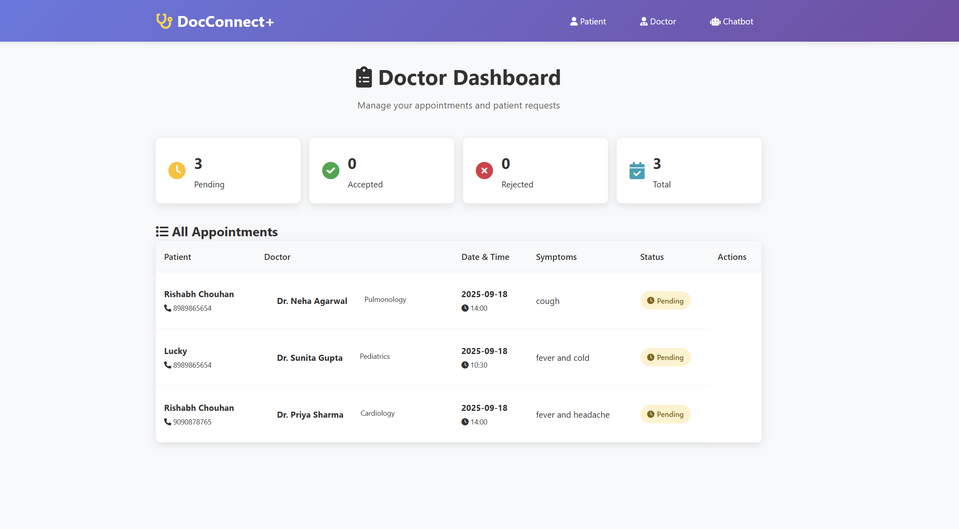 DocConnect+
Patient Doctor Chatbot
Doctor Dashboard
Manage your appointments and patient requests
3
Pending
0
Accepted
0
Rejected
3
Total
All Appointments
Patient Doctor Date & Time Symptoms Status Actions
Rishabh Chouhan
8989865654
Dr. Neha Agarwal Pulmonology
2025-09-18
14:00
cough
Pending
Lucky
8989865654
Dr. Sunita Gupta Pediatrics
2025-09-18
10:30
fever and cold
Pending
Rishabh Chouhan
9090878765
Dr. Priya Sharma Cardiology
2025-09-18
14:00
fever and headache
Pending